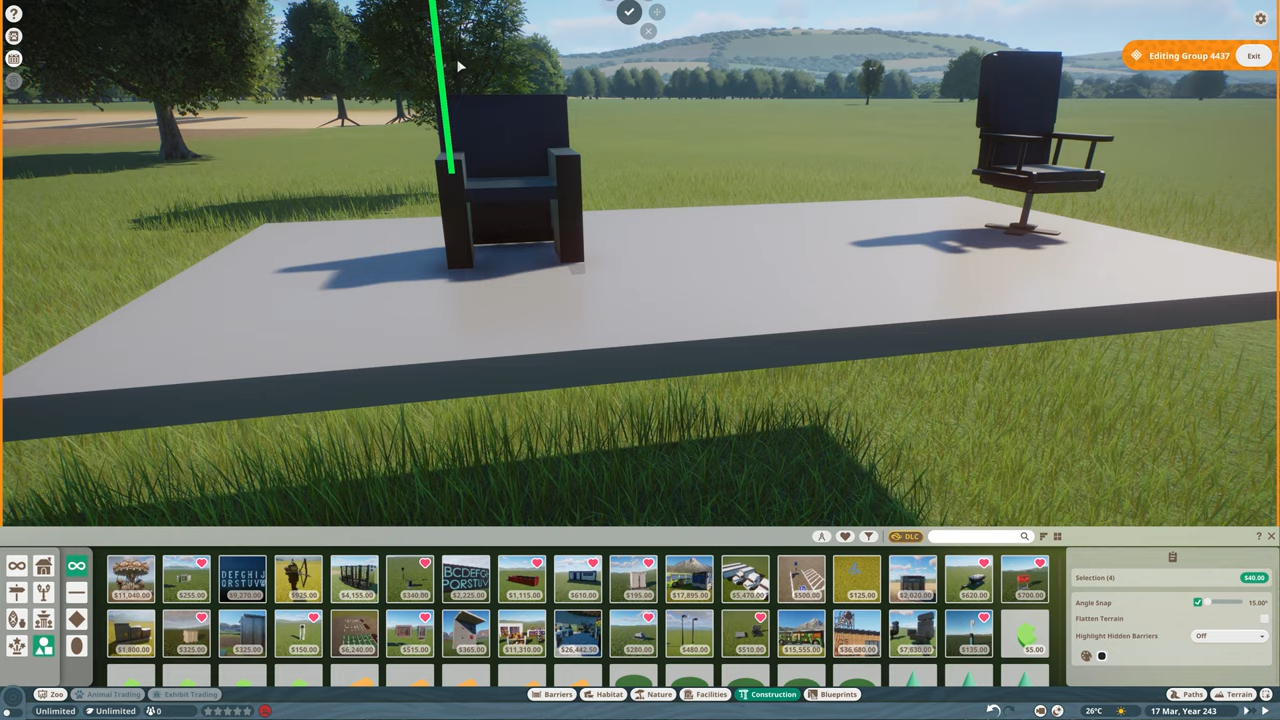 Editing Group 4437
Exit
DLC
$11,040.00
$255.00
$9,270.00
$925.00
$4,155.00
$340.00
$2,225.00
$1,115.00
$610.00
$195.00
$17,895.00
$5,470.00
$500.00
$125.00
$2,020.00
$620.00
$700.00
$1,800.00
$325.00
$325.00
$150.00
$6,240.00
$515.00
$365.00
$11,310.00
$26,442.50
$280.00
$480.00
$510.00
$15,555.00
$36,680.00
$7,630.00
$135.00
$5.00
Selection (4)
$40.00
Angle Snap
15.00°
Flatten Terrain
Highlight Hidden Barriers
Off
Zoo
Animal Trading
Exhibit Trading
Barriers
Habitat
Nature
Facilities
Construction
Blueprints
Paths
Terrain
Unlimited
Unlimited
0
26°C
17 Mar, Year 243